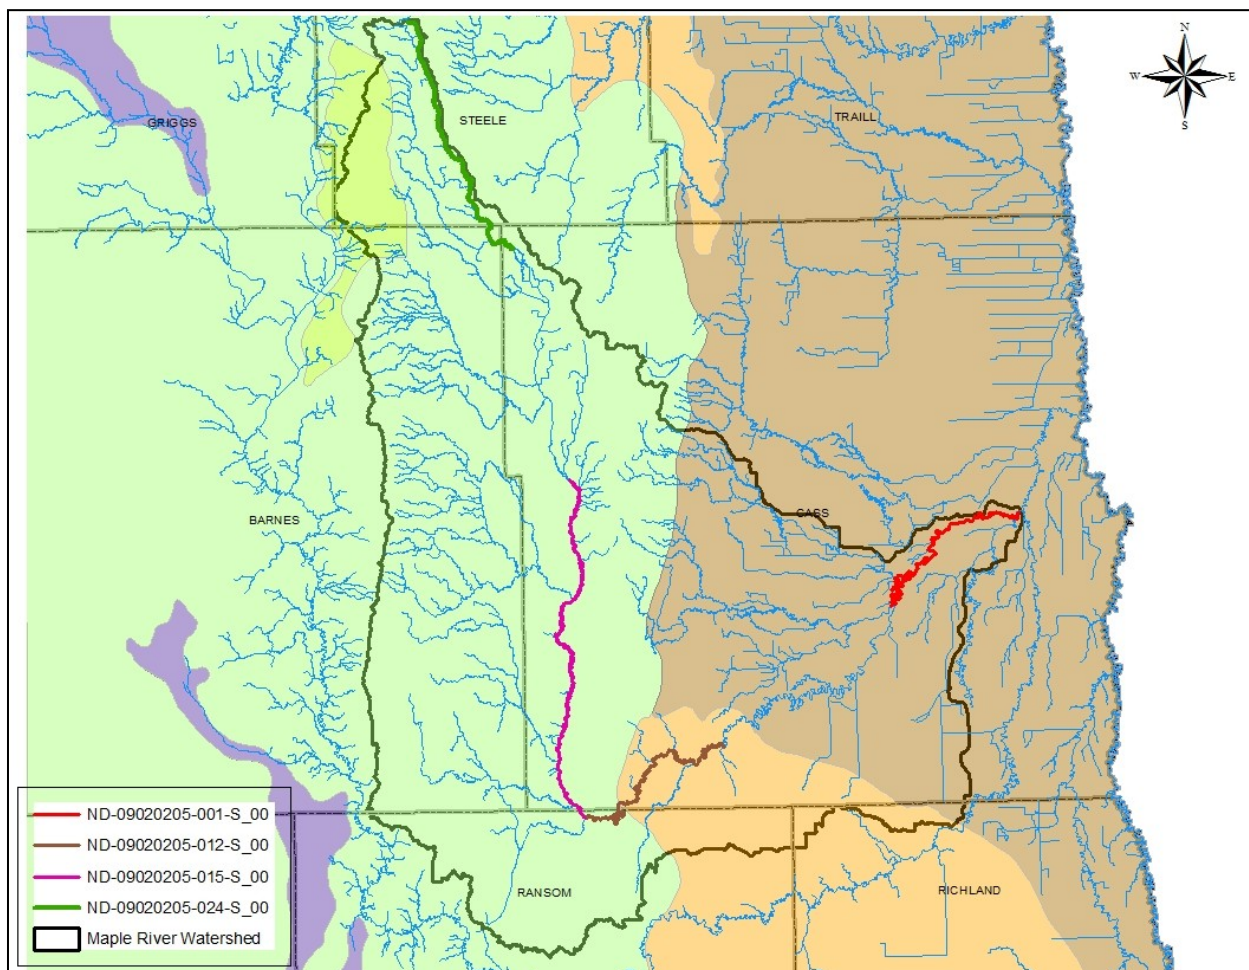 N
W
E
S
GRIGGS
STEELE
TRAILL
BARNES
CASS
RANSOM
RICHLAND
ND-09020205-001-S_00
ND-09020205-012-S_00
ND-09020205-015-S_00
ND-09020205-024-S_00
Maple River Watershed